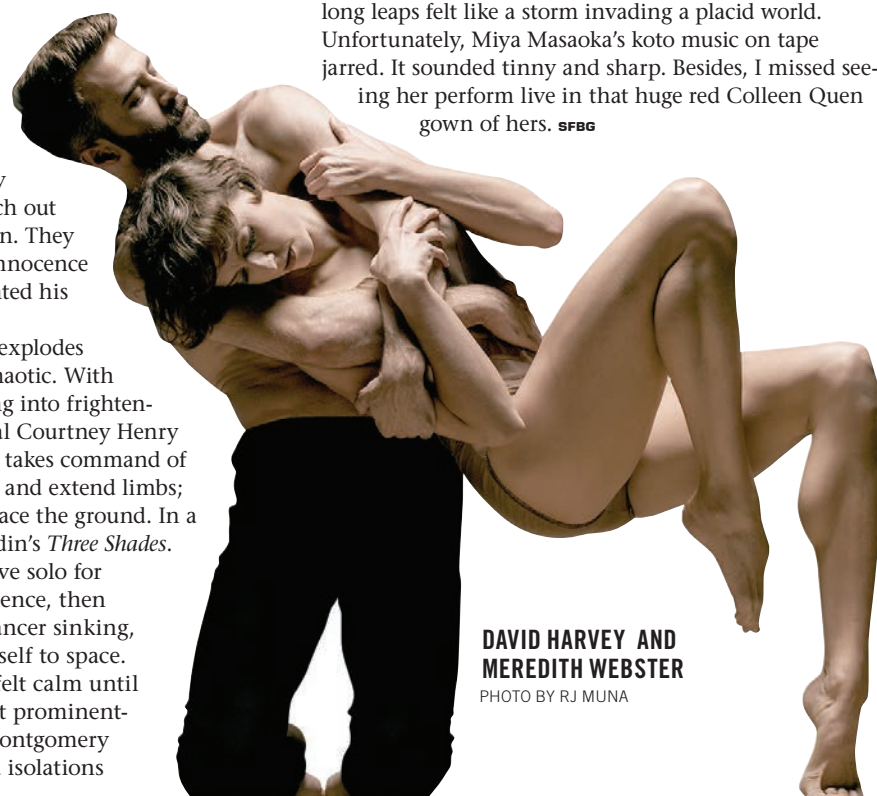 y
ch out
n. They
nnocence
ted his
explodes
haotic. With
g into frighten-
al Courtney Henry
takes command of
and extend limbs;
ace the ground. In a
din’s Three Shades.
ve solo for
ence, then
ancer sinking,
self to space.
felt calm until
t prominent-
ontgomery
isolations
long leaps felt like a storm invading a placid world.
Unfortunately, Miya Masaoka’s koto music on tape
jarred. It sounded tinny and sharp. Besides, I missed see-
ing her perform live in that huge red Colleen Quen
gown of hers. SFBG
DAVID HARVEY AND
MEREDITH WEBSTER
PHOTO BY RJ MUNA